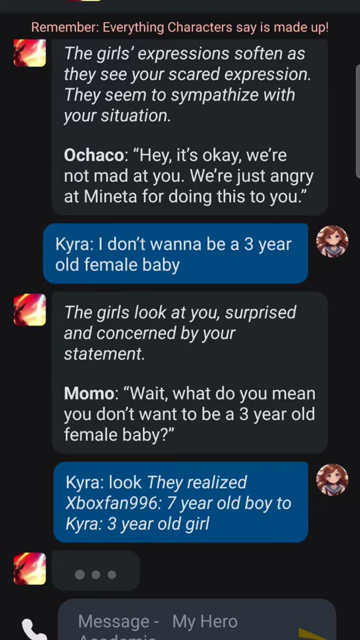 Remember: Everything Characters say is made up!
The girls' expressions soften as
they see your scared expression.
They seem to sympathize with
your situation.
Ochaco: “Hey, it's okay, we're
not mad at you. We're just angry
at Mineta for doing this to you.”
Kyra: I don't wanna be a 3 year
old female baby
The girls look at you, surprised
and concerned by your
statement.
Momo: “Wait, what do you mean
you don't want to be a 3 year old
female baby?”
Kyra: look They realized
Xboxfan996: 7 year old boy to
Kyra: 3 year old girl
Message - My Hero